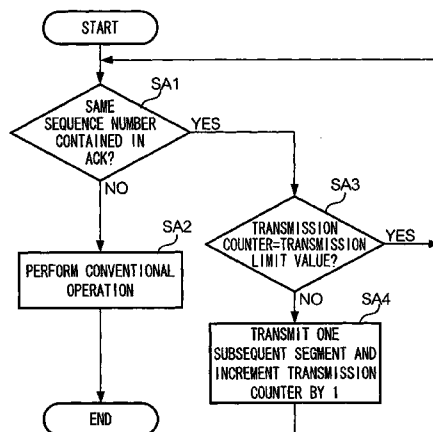 START
SA1
SAME
SEQUENCE NUMBER
CONTAINED IN
ACK?
YES
NO
SA2
PERFORM CONVENTIONAL
OPERATION
END
SA3
TRANSMISSION
COUNTER=TRANSMISSION
LIMIT VALUE?
YES
NO
SA4
TRANSMIT ONE
SUBSEQUENT SEGMENT AND
INCREMENT TRANSMISSION
COUNTER BY 1